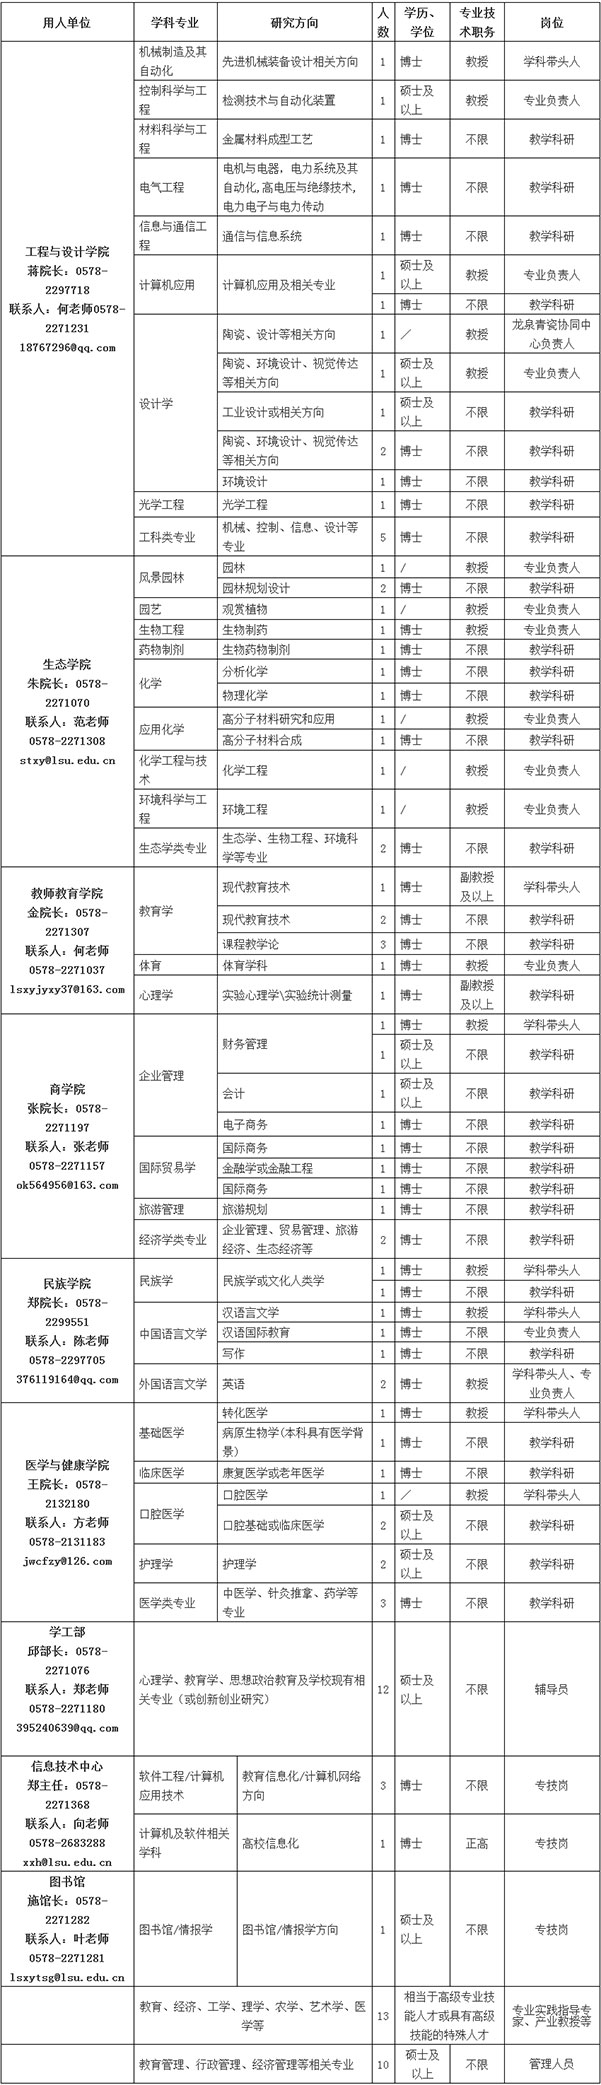 用人单位 学科专业 研究方向 人数 学历、学位 专业技术职务 岗位
工程与设计学院
蒋院长：0578-
2297718
联系人：何老师0578-
2271231
18767296@qq.com
机械制造及其自动化 先进机械装备设计相关方向 1 博士 教授 学科带头人
控制科学与工程 检测技术与自动化装置 1 硕士及以上 教授 专业负责人
材料科学与工程 金属材料成型工艺 1 博士 不限 教学科研
电气工程 电机与电器，电力系统及其自动化,高电压与绝缘技术,电力电子与电力传动 1 博士 不限 教学科研
信息与通信工程 通信与信息系统 1 博士 不限 教学科研
计算机应用 计算机应用及相关专业 1 硕士及以上 教授 专业负责人
1 博士 不限 教学科研
设计学 陶瓷、设计等相关方向 1 ／ 教授 龙泉青瓷协同中心负责人
陶瓷、环境设计、视觉传达等相关方向 1 硕士及以上 教授 专业负责人
工业设计或相关方向 1 硕士及以上 不限 教学科研
陶瓷、环境设计、视觉传达等相关方向 2 博士 不限 教学科研
环境设计 1 博士 不限 教学科研
光学工程 光学工程 1 博士 不限 教学科研
工科类专业 机械、控制、信息、设计等专业 5 博士 不限 教学科研
生态学院
朱院长：0578-
2271070
联系人：范老师
0578-2271308
stxy@lsu.edu.cn
风景园林 园林 1 / 教授 专业负责人
园林规划设计 2 博士 不限 教学科研
园艺 观赏植物 1 / 教授 专业负责人
生物工程 生物制药 1 博士 教授 专业负责人
药物制剂 生物药物制剂 1 博士 不限 教学科研
化学 分析化学 1 博士 不限 教学科研
物理化学 1 博士 不限 教学科研
应用化学 高分子材料研究和应用 1 / 教授 专业负责人
高分子材料合成 1 博士 不限 教学科研
化学工程与技术 化学工程 1 / 教授 专业负责人
环境科学与工程 环境工程 1 / 教授 专业负责人
生态学类专业 生态学、生物工程、环境科学等专业 2 博士 不限 教学科研
教师教育学院
金院长：0578-
2271307
联系人：何老师
0578-2271037
lsxyjyxy37@163.com
教育学 现代教育技术 1 博士 副教授及以上 学科带头人
现代教育技术 2 博士 不限 教学科研
课程教学论 3 博士 不限 教学科研
体育 体育学科 1 博士 教授 专业负责人
心理学 实验心理学\实验统计测量 1 博士 副教授及以上 教学科研
商学院
张院长：0578-
2271197
联系人：张老师
0578-2271157
ok564956@163.com
企业管理 财务管理 1 博士 教授 学科带头人
1 硕士及以上 不限 教学科研
会计 1 硕士及以上 不限 教学科研
电子商务 1 博士 不限 教学科研
国际贸易学 国际商务 1 博士 不限 教学科研
金融学或金融工程 1 博士 不限 教学科研
国际商务 1 博士 不限 教学科研
旅游管理 旅游规划 1 博士 不限 教学科研
经济学类专业 企业管理、贸易管理、旅游经济、生态经济等 2 博士 不限 教学科研
民族学院
郑院长：0578-
2299551
联系人：陈老师
0578-2297705
376119164@qq.com
民族学 民族学或文化人类学 1 博士 教授 学科带头人
1 博士 不限 教学科研
中国语言文学 汉语言文学 1 博士 教授 学科带头人
汉语国际教育 1 博士 不限 专业负责人
写作 1 博士 不限 教学科研
外国语言文学 英语 2 博士 教授 学科带头人、专业负责人
医学与健康学院
王院长：0578-
2132180
联系人：方老师
0578-2131183
jwcfzy@126.com
基础医学 转化医学 1 博士 教授 学科带头人
病原生物学(本科具有医学背景) 1 博士 不限 教学科研
临床医学 康复医学或老年医学 1 博士 不限 教学科研
口腔医学 口腔医学 1 ／ 教授 学科带头人
口腔基础或临床医学 2 硕士及以上 不限 教学科研
护理学 护理学 2 硕士及以上 不限 教学科研
医学类专业 中医学、针灸推拿、药学等专业 3 博士 不限 教学科研
学工部
邱部长：0578-
2271076
联系人：郑老师
0578-2271180
395240639@qq.com
心理学、教育学、思想政治教育及学校现有相关专业（或创新创业研究） 12 硕士及以上 不限 辅导员
信息技术中心
郑主任：0578-
2271368
联系人：向老师
0578-2683288
xxh@lsu.edu.cn
软件工程/计算机应用技术 教育信息化/计算机网络方向 3 博士 不限 专技岗
计算机及软件相关学科 高校信息化 1 博士 正高 专技岗
图书馆
施馆长：0578-
2271282
联系人：叶老师
0578-2271281
lsxytsg@lsu.edu.cn
图书馆/情报学 图书馆/情报学方向 1 硕士及以上 不限 专技岗
教育、经济、工学、理学、农学、艺术学、医学等 13 相当于高级专业技能人才或具有高级技能的特殊人才 专业实践指导专家、产业教授等
教育管理、行政管理、经济管理等相关专业 10 硕士及以上 不限 管理人员